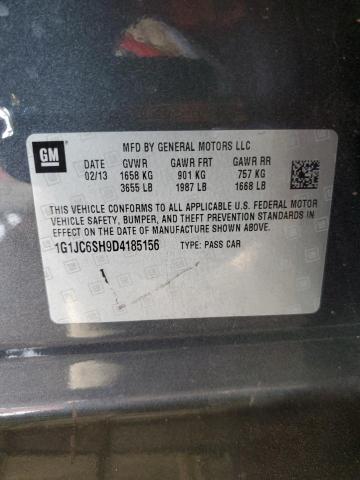 GM
MFD BY GENERAL MOTORS LLC
DATE GVWR GAWR FRT GAWR RR
02/13 1658 KG 901 KG 757 KG
3655 LB 1987 LB 1668 LB
THIS VEHICLE CONFORMS TO ALL APPLICABLE U.S. FEDERAL MOTOR
VEHICLE SAFETY, BUMPER, AND THEFT PREVENTION STANDARDS IN
EFFECT ON THE DATE OF MANUFACTURE SHOWN ABOVE.
1G1JC6SH9D4185156 TYPE: PASS CAR